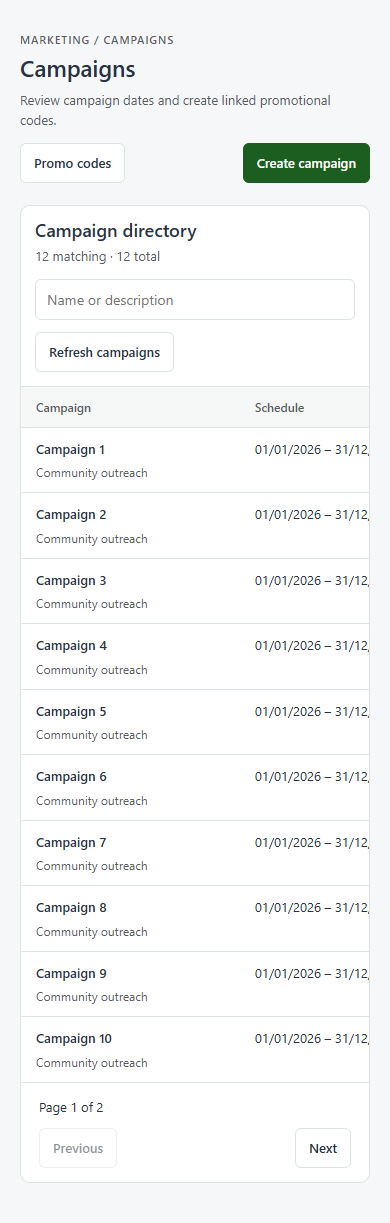 MARKETING / CAMPAIGNS
Campaigns
Review campaign dates and create linked promotional
codes.
Promo codes
Create campaign
Campaign directory
12 matching · 12 total
Name or description
Refresh campaigns
Campaign Schedule
Campaign 1 01/01/2026 – 31/12/
Community outreach
Campaign 2 01/01/2026 – 31/12/
Community outreach
Campaign 3 01/01/2026 – 31/12/
Community outreach
Campaign 4 01/01/2026 – 31/12/
Community outreach
Campaign 5 01/01/2026 – 31/12/
Community outreach
Campaign 6 01/01/2026 – 31/12/
Community outreach
Campaign 7 01/01/2026 – 31/12/
Community outreach
Campaign 8 01/01/2026 – 31/12/
Community outreach
Campaign 9 01/01/2026 – 31/12/
Community outreach
Campaign 10 01/01/2026 – 31/12/
Community outreach
Page 1 of 2
Previous
Next